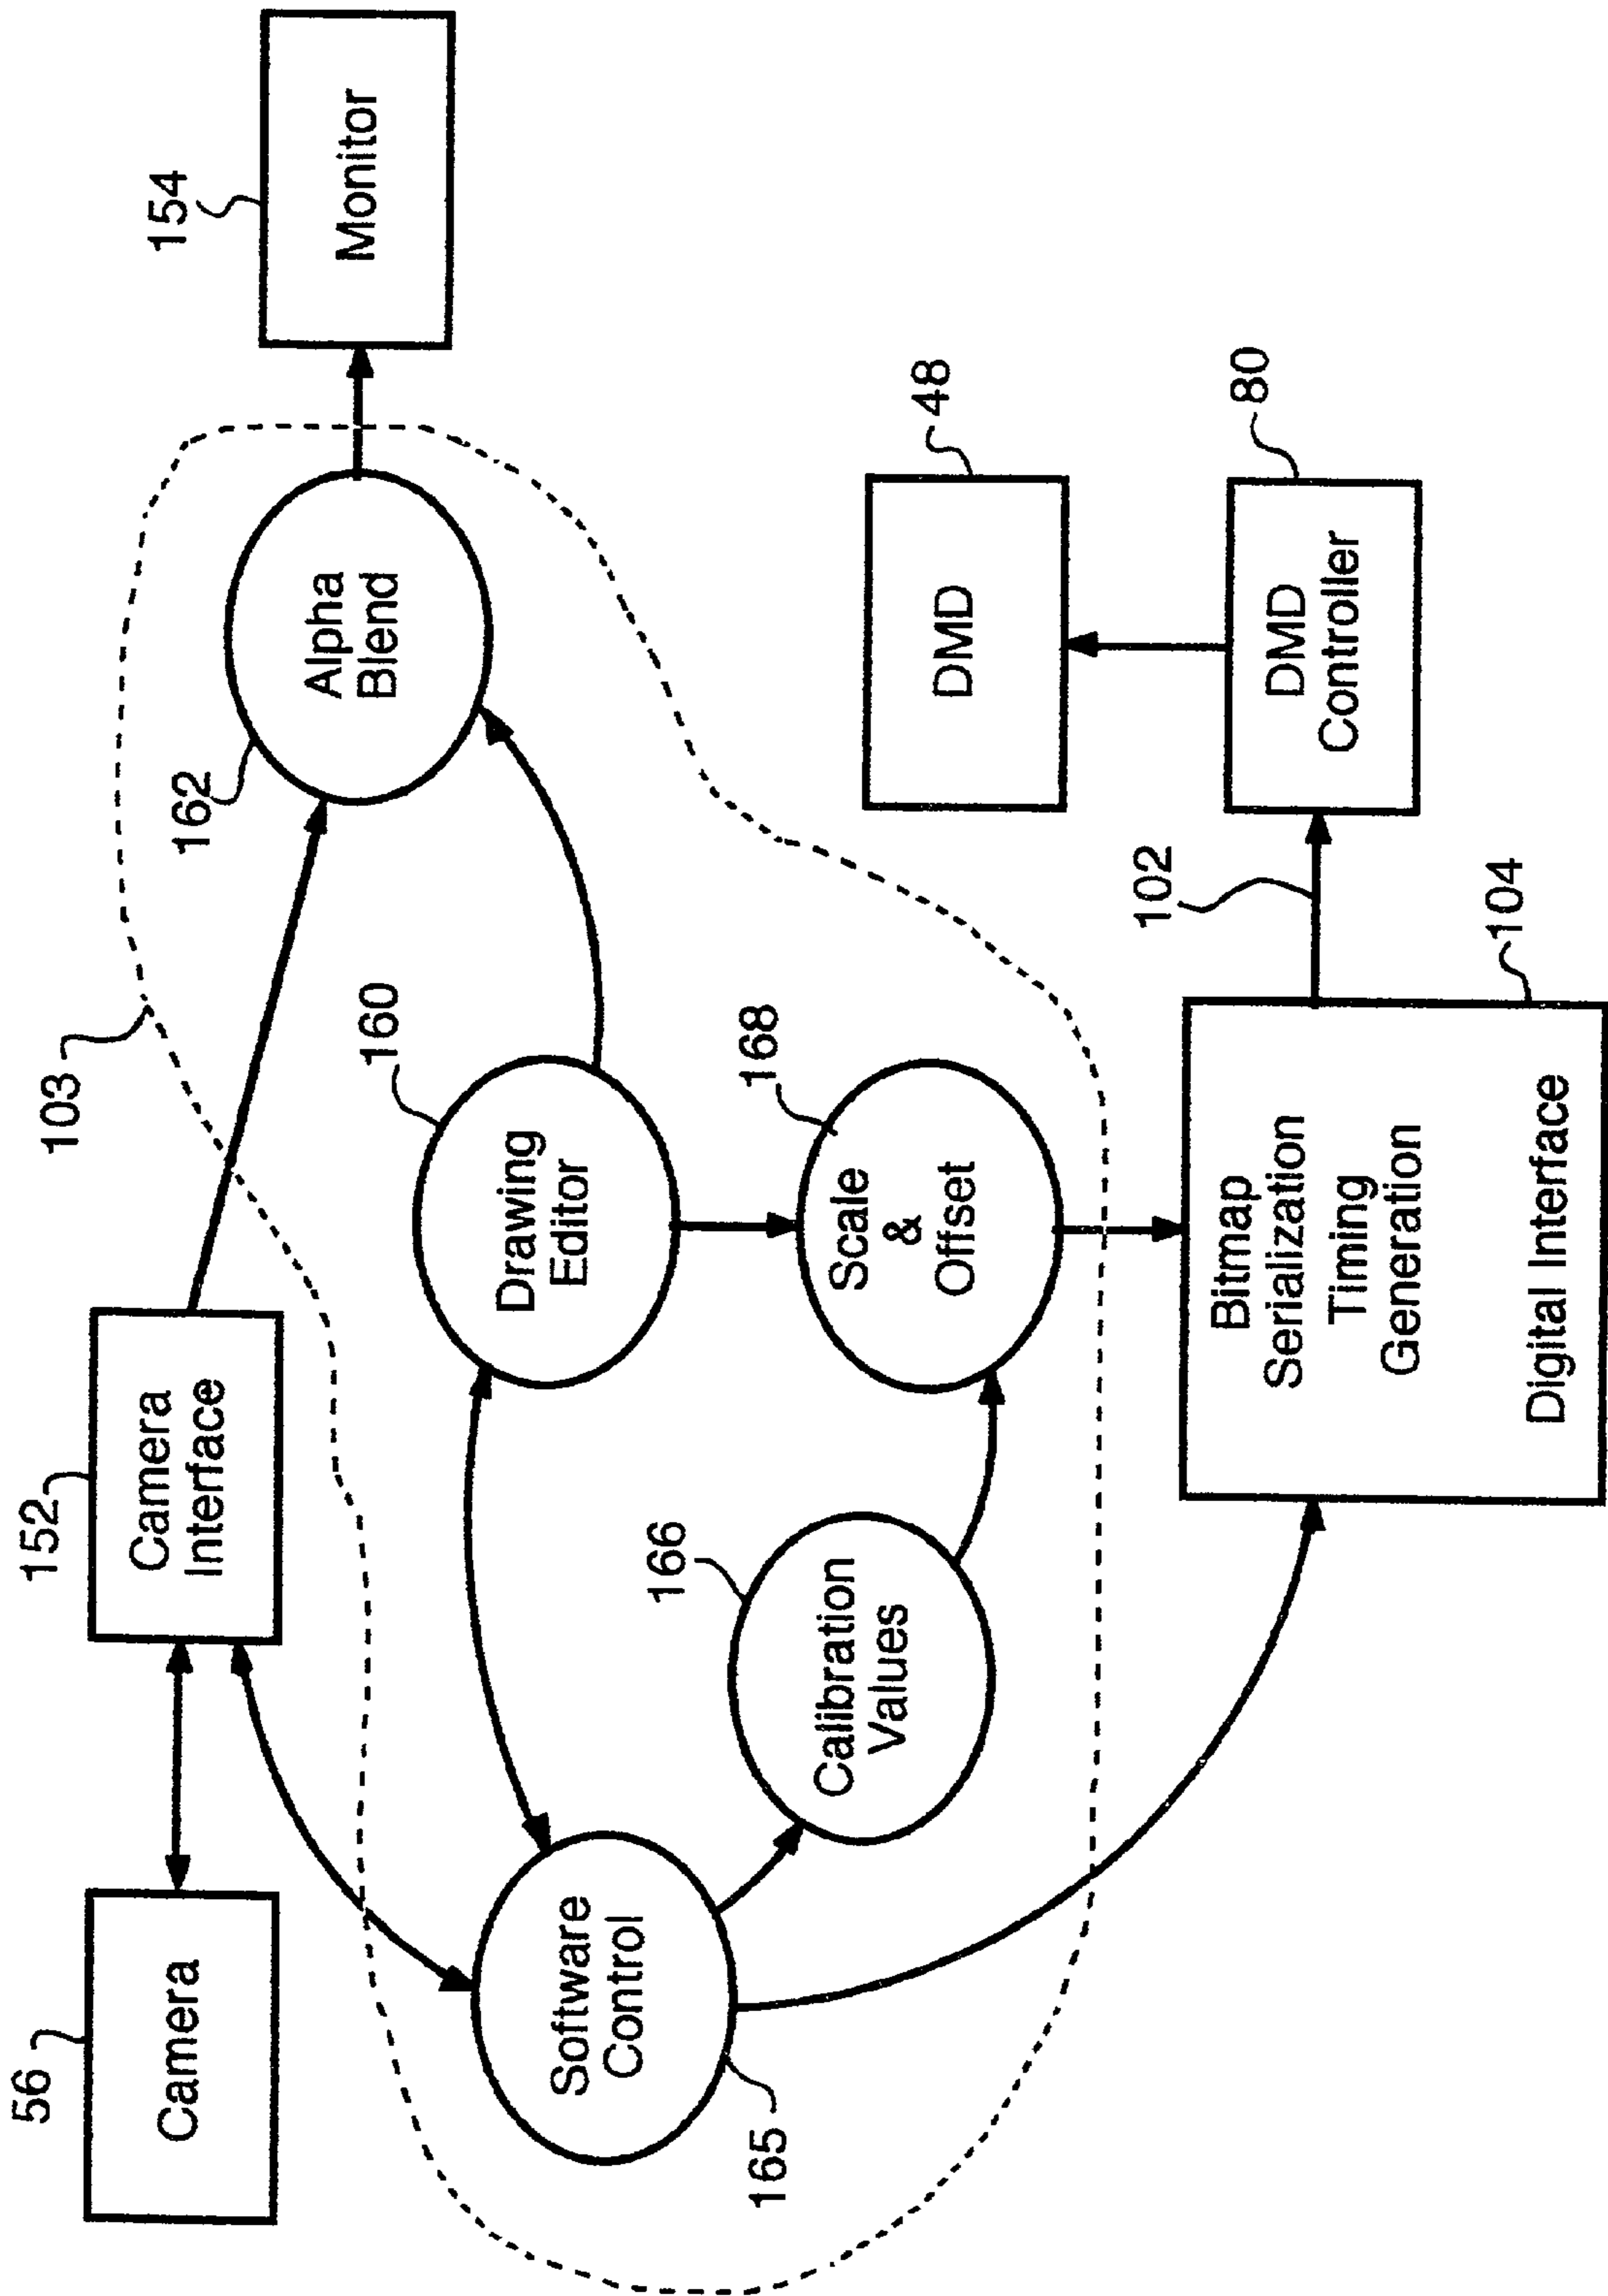 56
Camera
152
Camera
Interface
103
154
Monitor
162
Alpha
Blend
160
Drawing
Editor
165
Software
Control
166
Calibration
Values
168
Scale
&
Offset
48
DMD
80
DMD
Controller
102
104
Bitmap
Serialization
Timing
Generation
Digital Interface